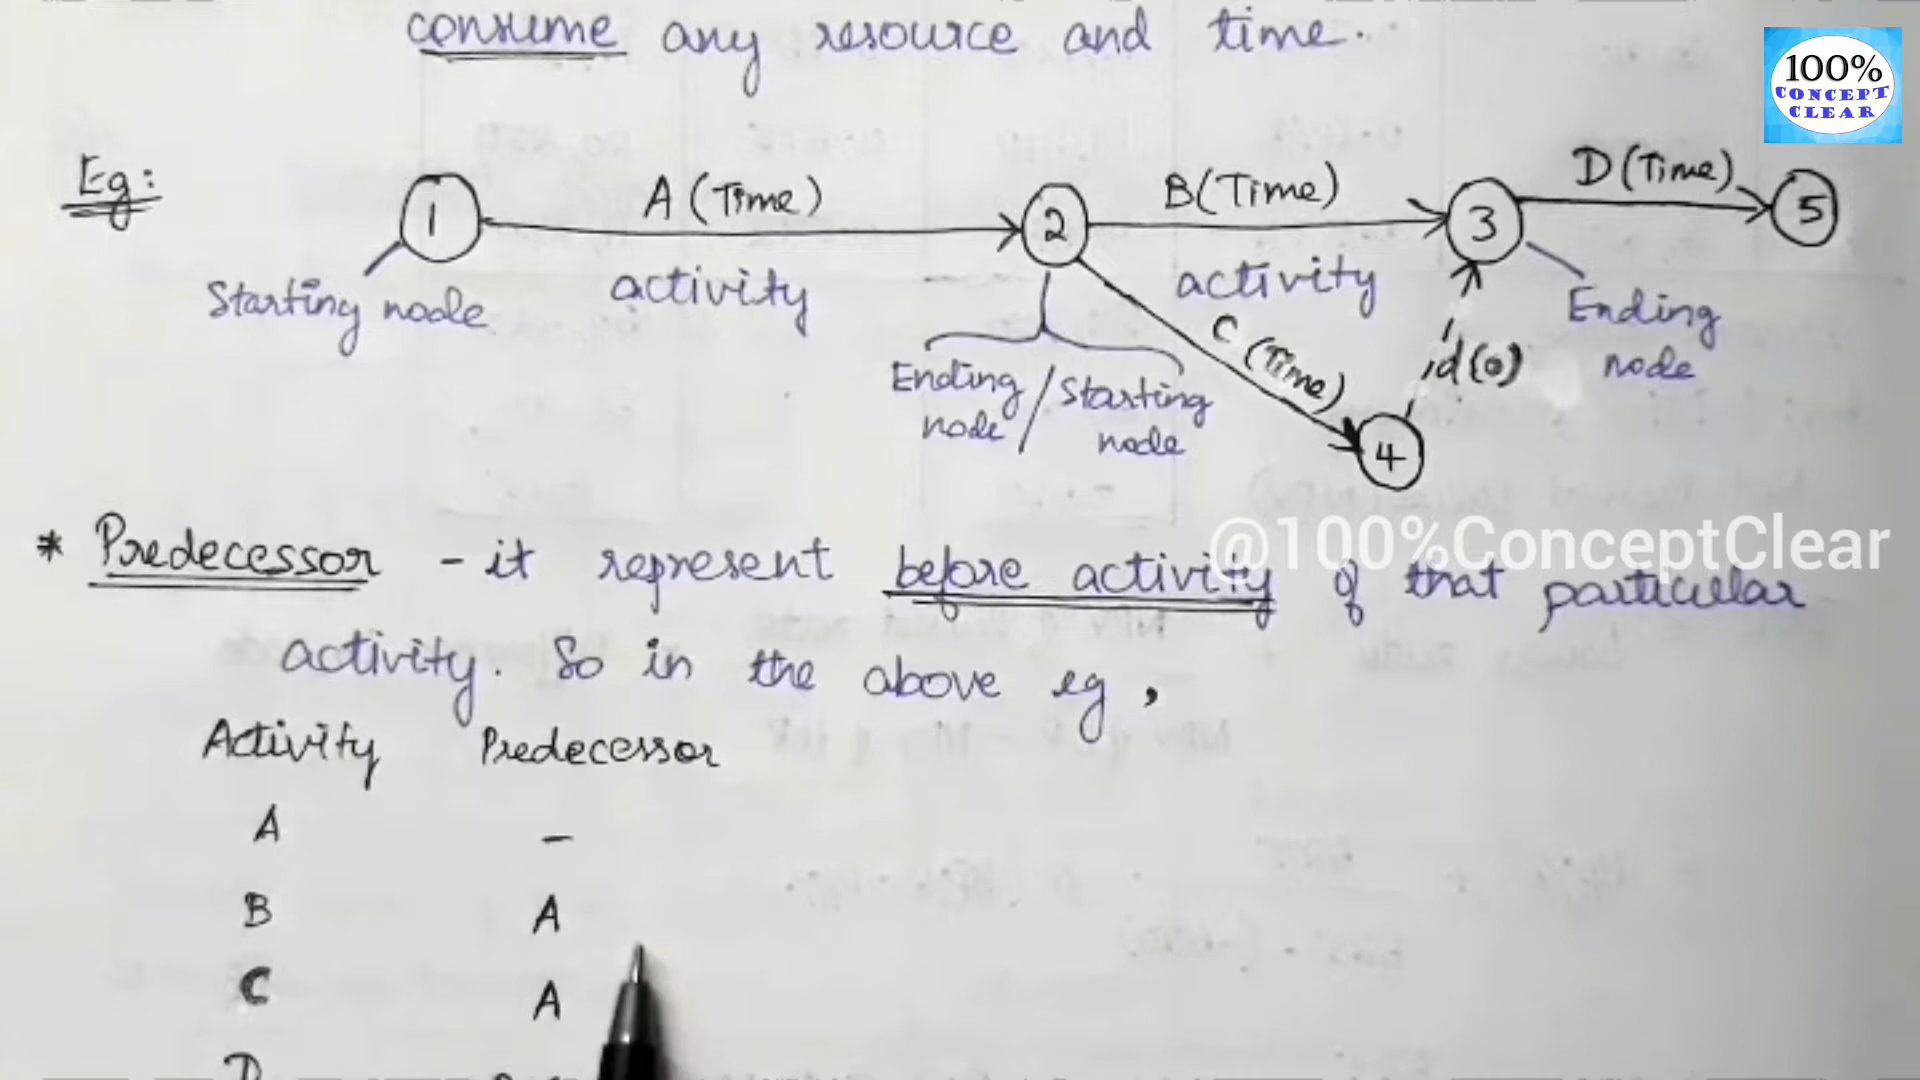 consume any resource and time.
100%
CONCEPT
CLEAR
Eg:
1
A (Time)
2
B(Time)
3
D(Time)
5
Starting node
activity
activity
Ending
node
C (Time)
id(0)
Ending
node
/
Starting
node
4
@100%ConceptClear
* Predecessor - it represent before activity of that particular
activity. So in the above eg,
Activity Predecessor
A -
B A
C A
D